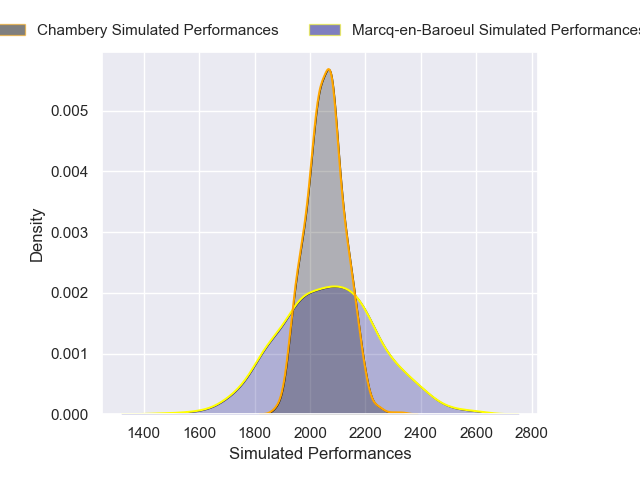 Chambery Simulated Performances
Marcq-en-Baroeul Simulated Performances
0.005
0.004
0.003
0.002
0.001
0.000
Density
1400 1600 1800 2000 2200 2400 2600 2800
Simulated Performances